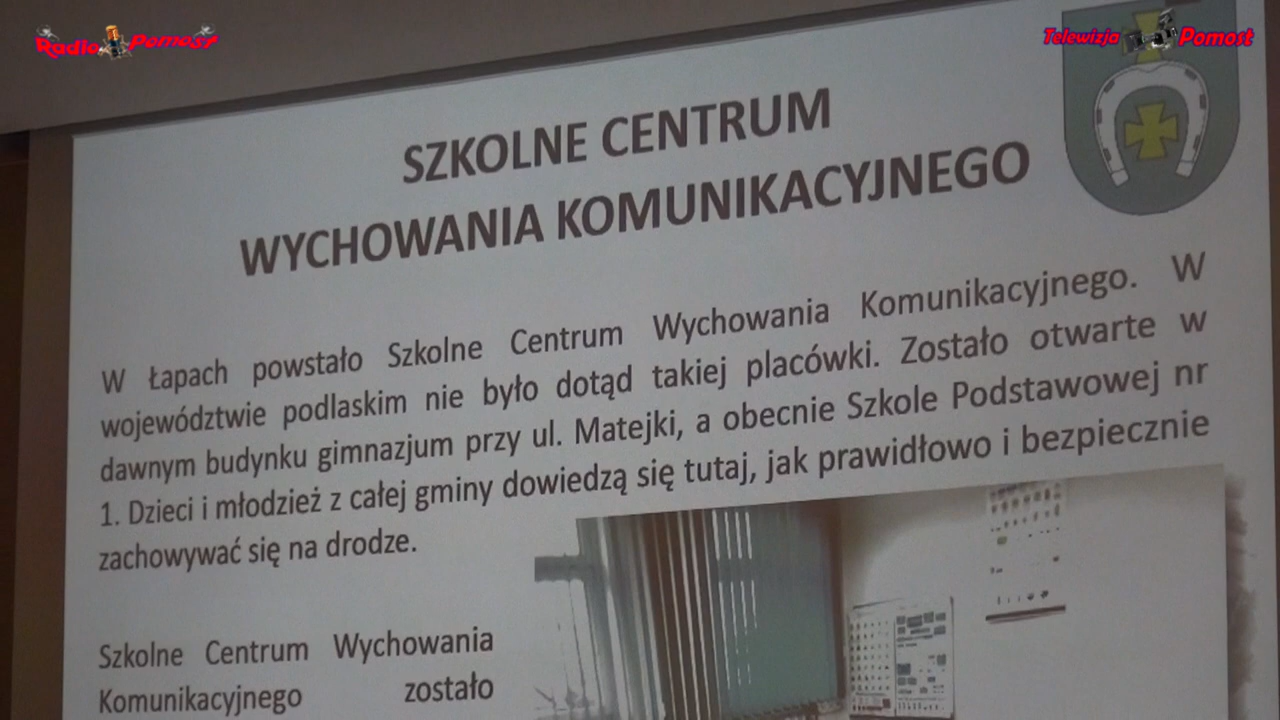 Radio Pomost
Telewizja Pomost
SZKOLNE CENTRUM
WYCHOWANIA KOMUNIKACYJNEGO
W Łapach powstało Szkolne Centrum Wychowania Komunikacyjnego. W
województwie podlaskim nie było dotąd takiej placówki. Zostało otwarte w
dawnym budynku gimnazjum przy ul. Matejki, a obecnie Szkole Podstawowej nr
1. Dzieci i młodzież z całej gminy dowiedzą się tutaj, jak prawidłowo i bezpiecznie
zachowywać się na drodze.
Szkolne Centrum Wychowania
Komunikacyjnego zostało